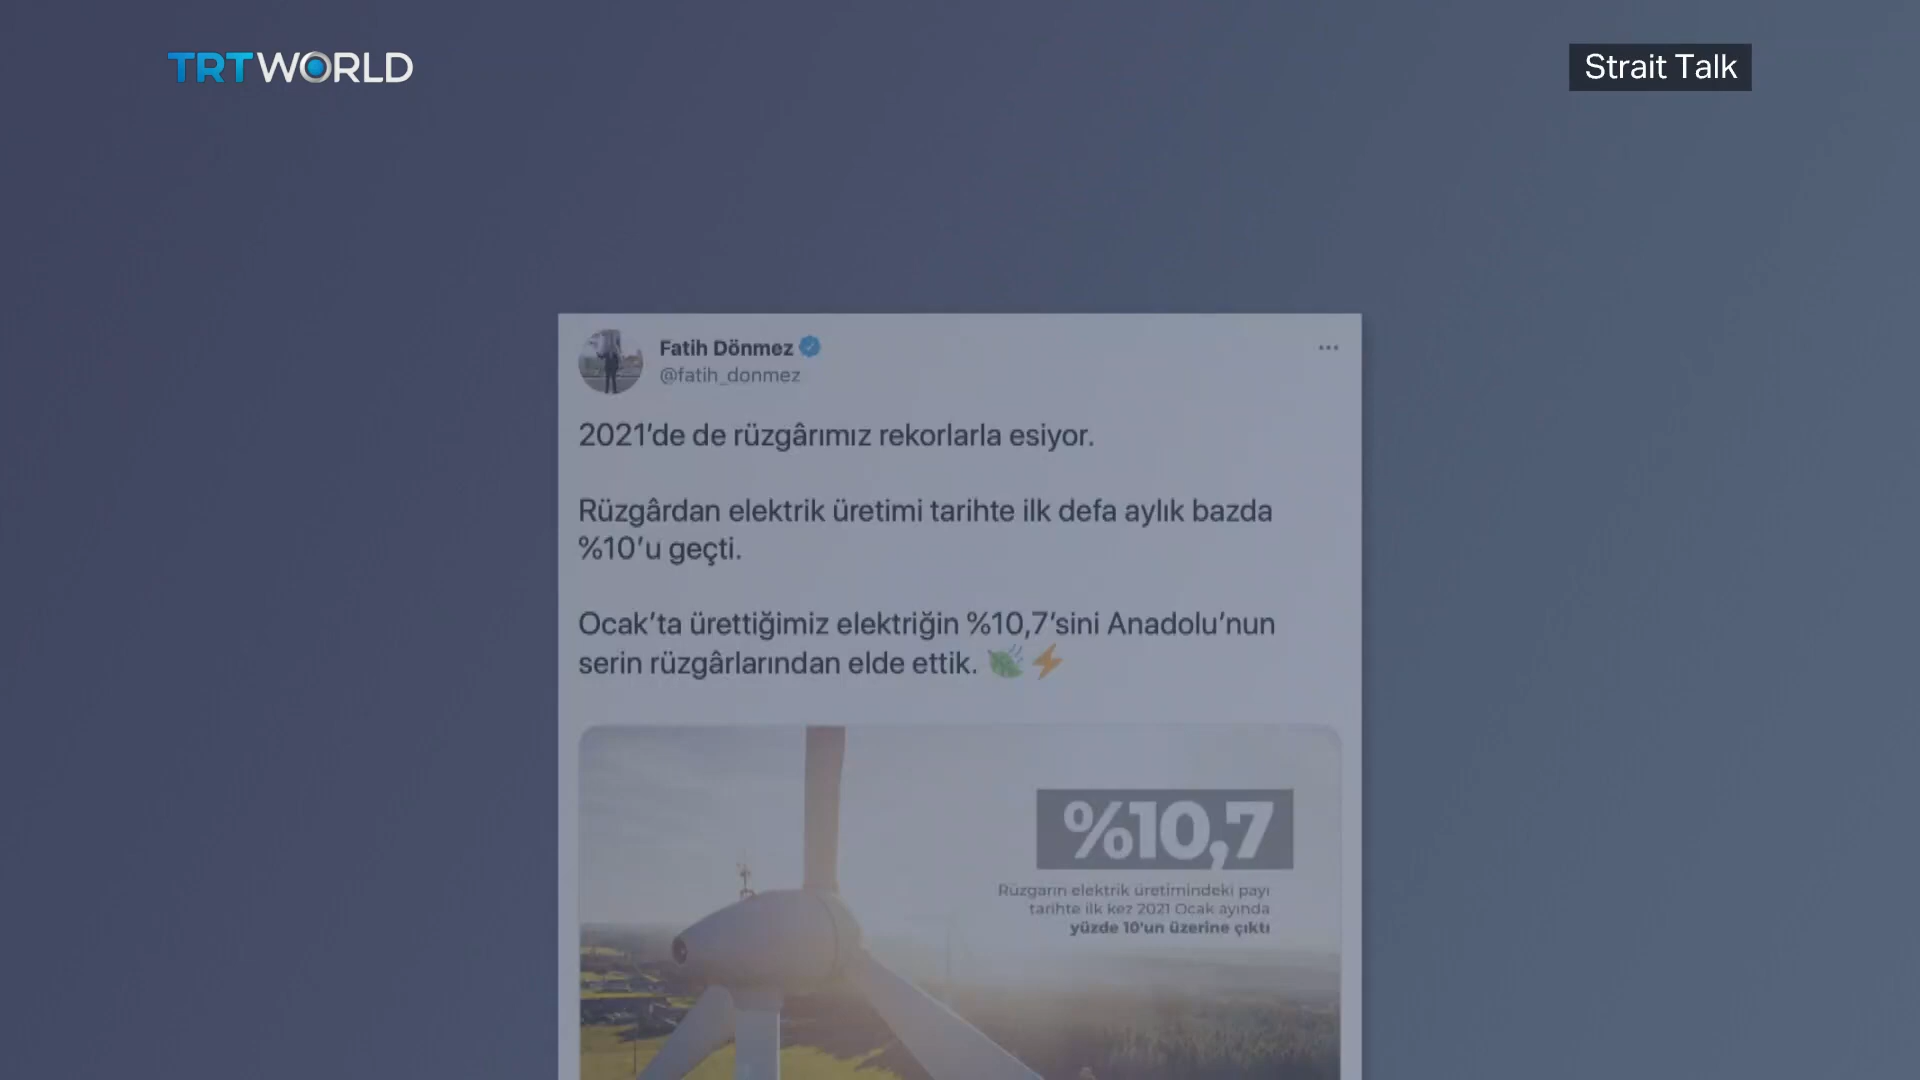 TRT WORLD
Strait Talk
Fatih Dönmez
@fatih_donmez
2021’de de rüzgârımız rekorlarla esiyor.
Rüzgârdan elektrik üretimi tarihte ilk defa aylık bazda
%10’u geçti.
Ocak’ta ürettiğimiz elektriğin %10,7’sini Anadolu’nun
serin rüzgârlarından elde ettik. 🍃⚡
%10,7
Rüzgarın elektrik üretimindeki payı
tarihte ilk kez 2021 Ocak ayında
yüzde 10'un üzerine çıktı